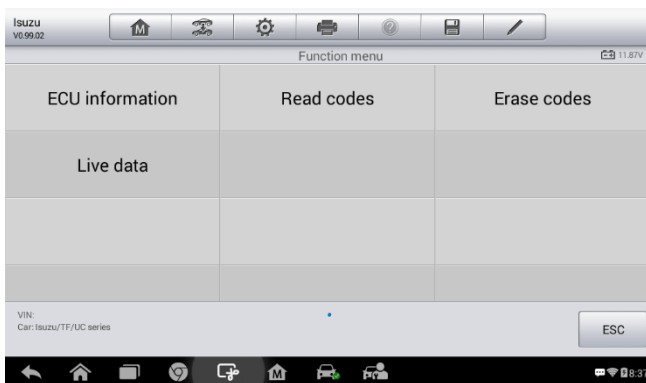 Isuzu
V0.99.02
Function menu
11.87V
ECU information
Read codes
Erase codes
Live data
VIN:
Car: Isuzu/TF/UC series
ESC
8:37